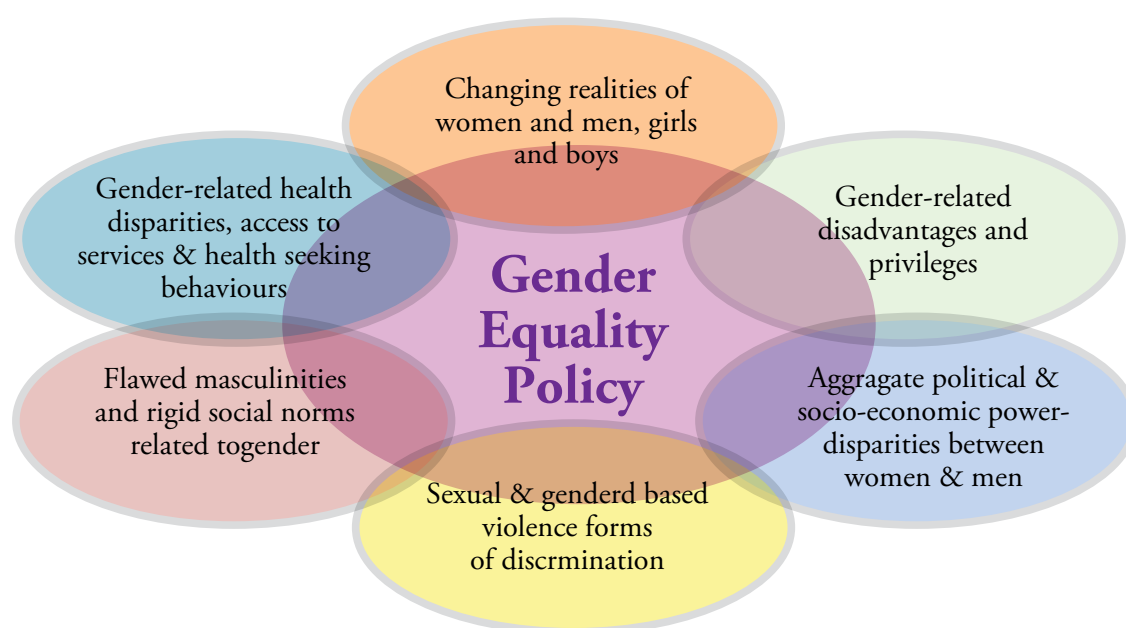 Changing realities of
women and men, girls
and boys
Gender-related health
disparities, access to
services & health seeking
behaviours
Gender-related
disadvantages and
privileges
Gender
Equality
Policy
Flawed masculinities
and rigid social norms
related togender
Aggragate political &
socio-economic power-
disparities between
women & men
Sexual & genderd based
violence forms
of discrmination